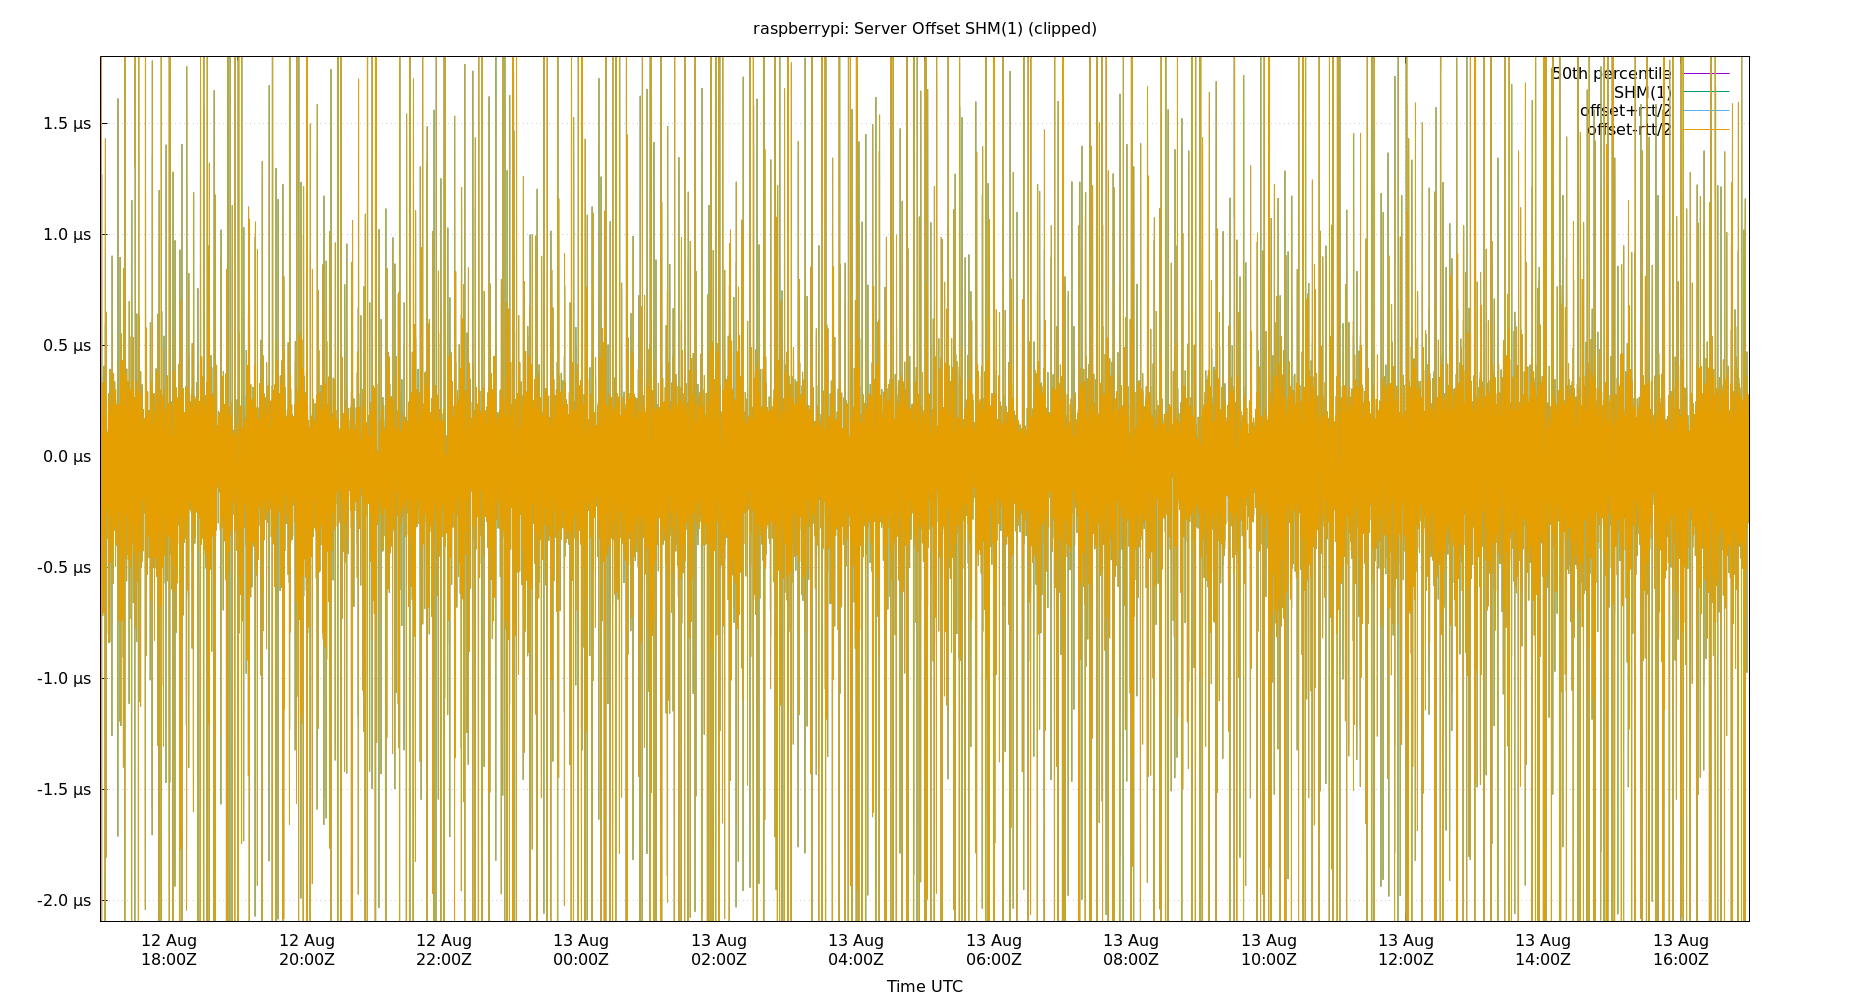 raspberrypi: Server Offset SHM(1) (clipped)
50th percentile
SHM(1)
offset+rtt/2
offset-rtt/2
1.5 µs
1.0 µs
0.5 µs
0.0 µs
-0.5 µs
-1.0 µs
-1.5 µs
-2.0 µs
12 Aug 12 Aug 12 Aug 13 Aug 13 Aug 13 Aug 13 Aug 13 Aug 13 Aug 13 Aug 13 Aug 13 Aug
18:00Z 20:00Z 22:00Z 00:00Z 02:00Z 04:00Z 06:00Z 08:00Z 10:00Z 12:00Z 14:00Z 16:00Z
Time UTC